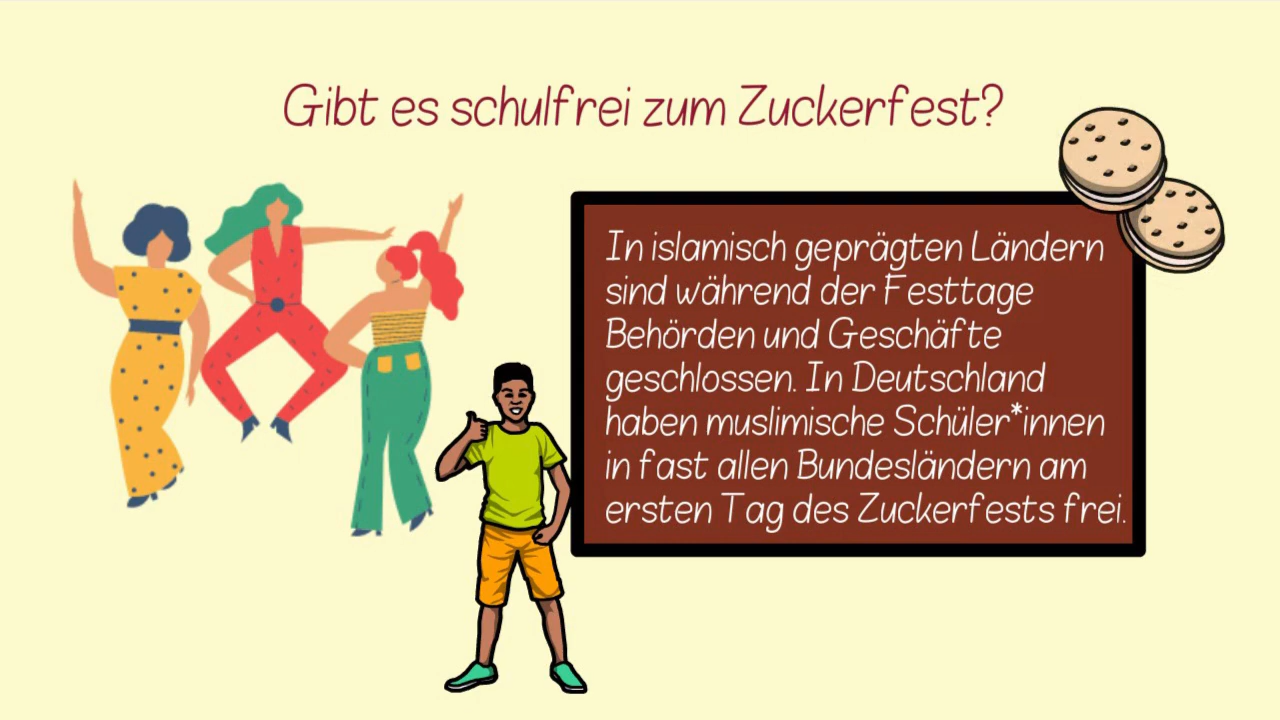 Gibt es schulfrei zum Zuckerfest?
In islamisch geprägten Ländern
sind während der Festtage
Behörden und Geschäfte
geschlossen. In Deutschland
haben muslimische Schüler*innen
in fast allen Bundesländern am
ersten Tag des Zuckerfests frei.